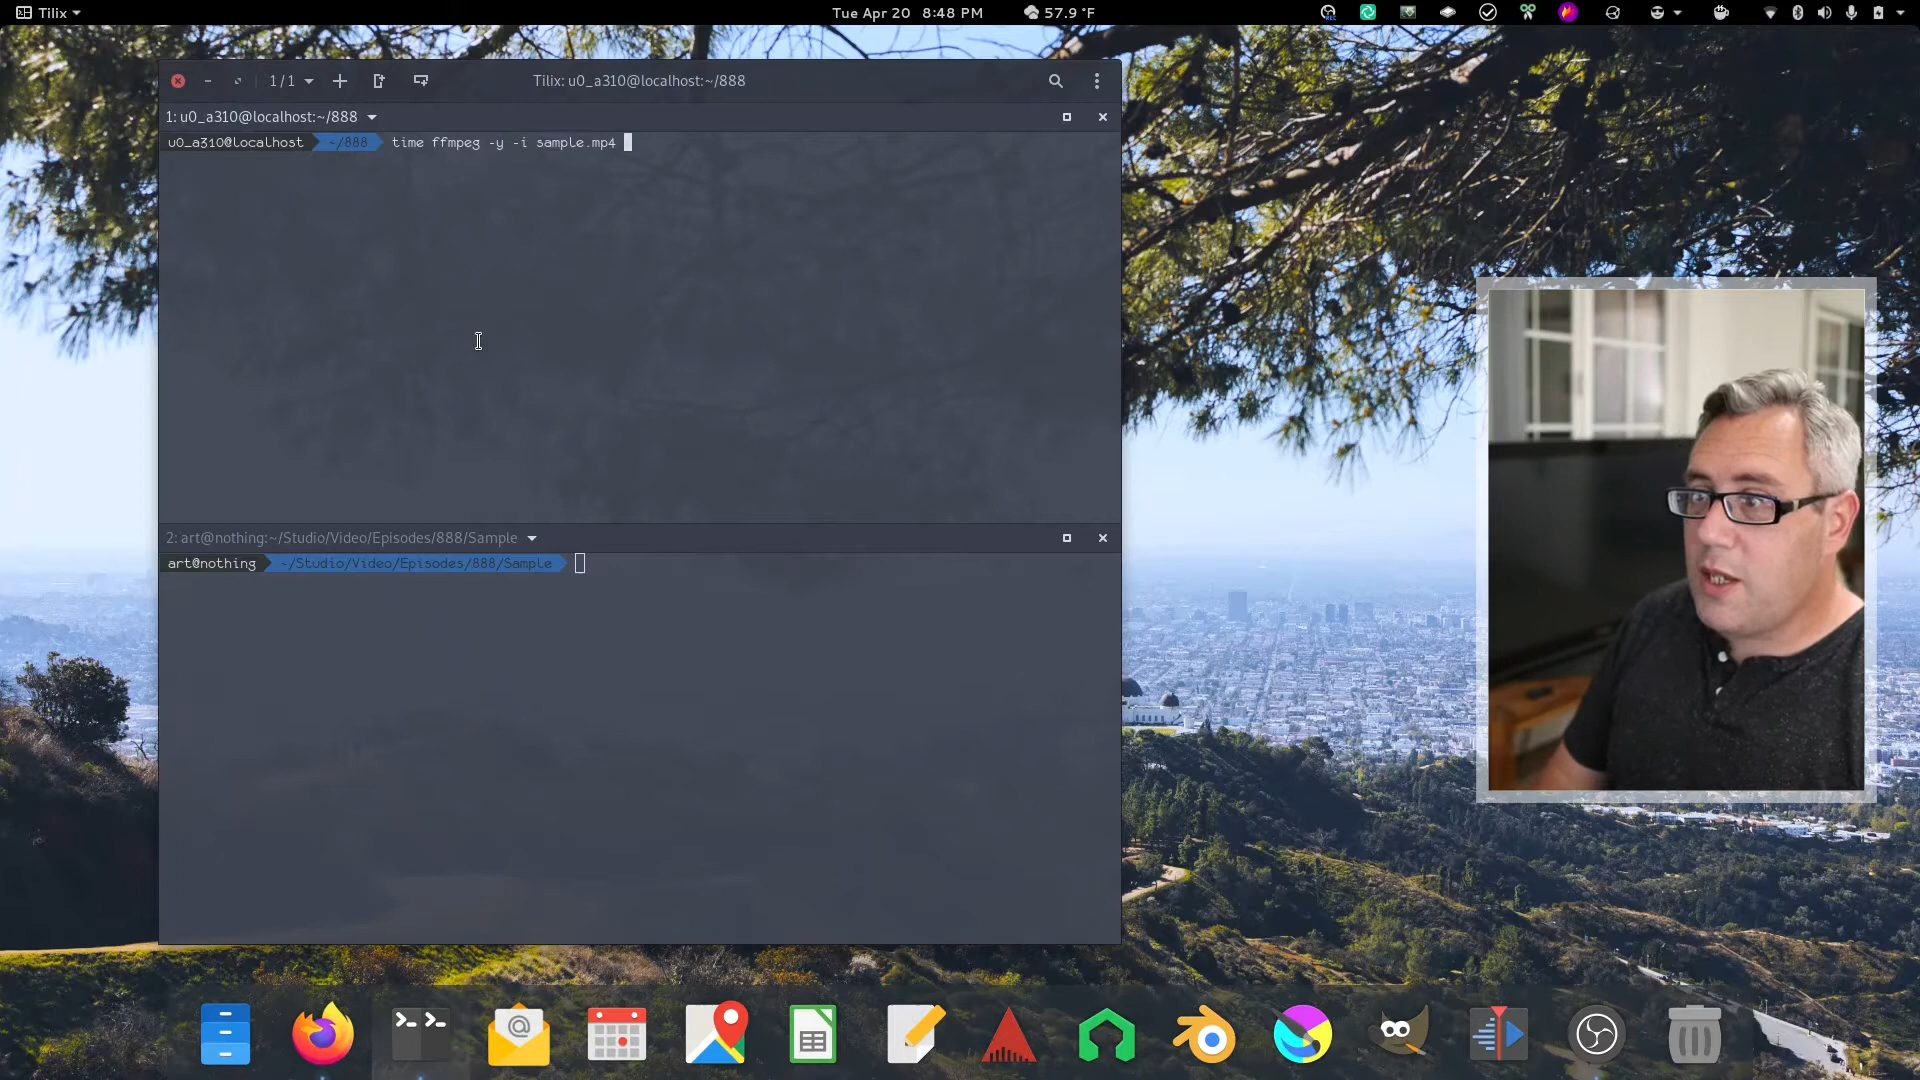 Tilix
Tue Apr 20 8:48 PM
57.9 °F
1 / 1
Tilix: u0_a310@localhost:~/888
1: u0_a310@localhost:~/888
u0_a310@localhost ~/888 time ffmpeg -y -i sample.mp4
2: art@nothing:~/Studio/Video/Episodes/888/Sample
art@nothing ~/Studio/Video/Episodes/888/Sample